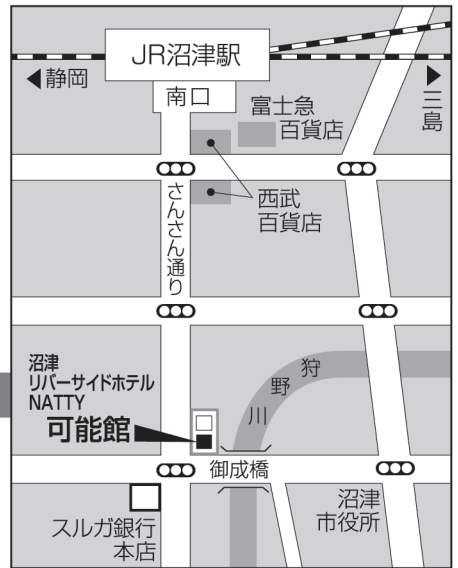 JR沼津駅
静岡
三島
南口
富士急
百貨店
西武
百貨店
さんさん通り
沼津
リバーサイドホテル
NATTY
可能館
狩野川
御成橋
スルガ銀行
本店
沼津
市役所